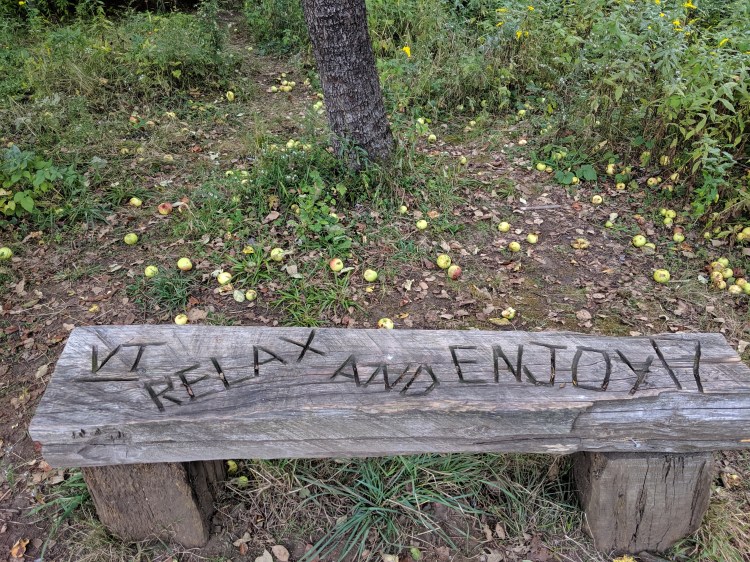 VT RELAX AND ENJOY!!